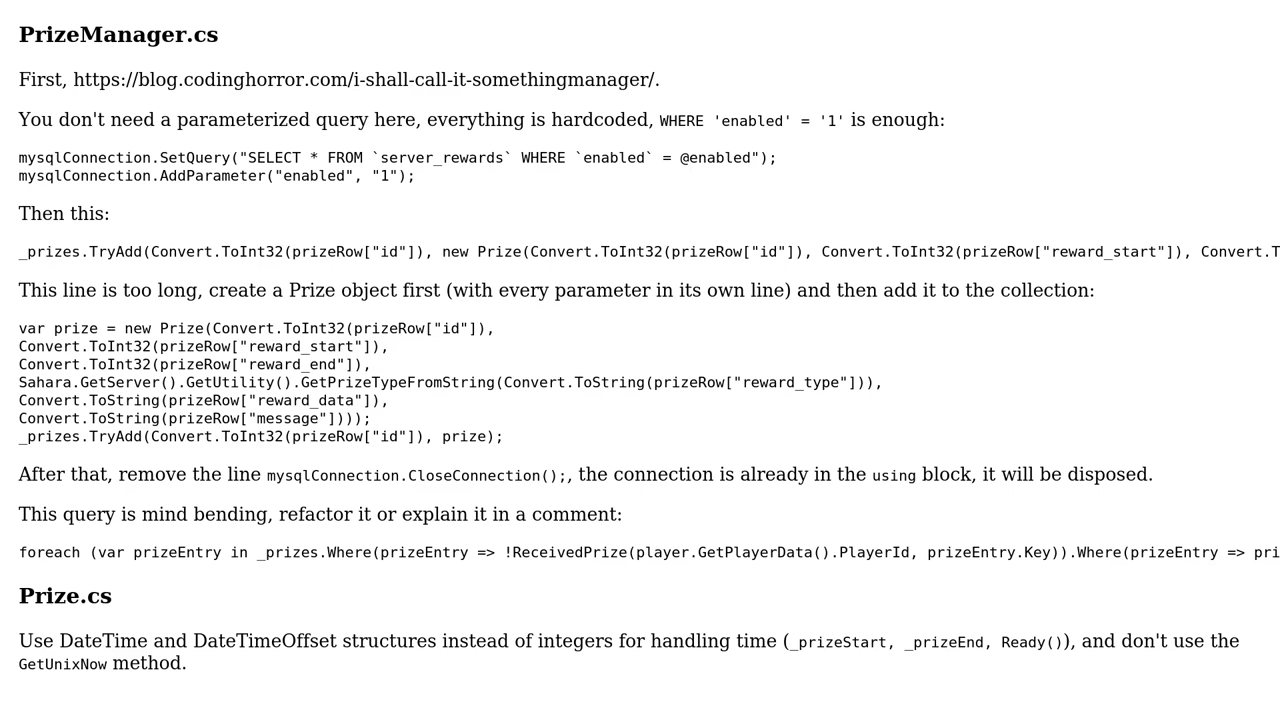 PrizeManager.cs
First, https://blog.codinghorror.com/i-shall-call-it-somethingmanager/.
You don't need a parameterized query here, everything is hardcoded, WHERE 'enabled' = '1' is enough:
mysqlConnection.SetQuery("SELECT * FROM `server_rewards` WHERE `enabled` = @enabled");
mysqlConnection.AddParameter("enabled", "1");
Then this:
_prizes.TryAdd(Convert.ToInt32(prizeRow["id"]), new Prize(Convert.ToInt32(prizeRow["id"]), Convert.ToInt32(prizeRow["reward_start"]), Convert.T
This line is too long, create a Prize object first (with every parameter in its own line) and then add it to the collection:
var prize = new Prize(Convert.ToInt32(prizeRow["id"]),
Convert.ToInt32(prizeRow["reward_start"]),
Convert.ToInt32(prizeRow["reward_end"]),
Sahara.GetServer().GetUtility().GetPrizeTypeFromString(Convert.ToString(prizeRow["reward_type"])),
Convert.ToString(prizeRow["reward_data"]),
Convert.ToString(prizeRow["message"])));
_prizes.TryAdd(Convert.ToInt32(prizeRow["id"]), prize);
After that, remove the line mysqlConnection.CloseConnection();, the connection is already in the using block, it will be disposed.
This query is mind bending, refactor it or explain it in a comment:
foreach (var prizeEntry in _prizes.Where(prizeEntry => !ReceivedPrize(player.GetPlayerData().PlayerId, prizeEntry.Key)).Where(prizeEntry => pri
Prize.cs
Use DateTime and DateTimeOffset structures instead of integers for handling time (_prizeStart, _prizeEnd, Ready()), and don't use the
GetUnixNow method.